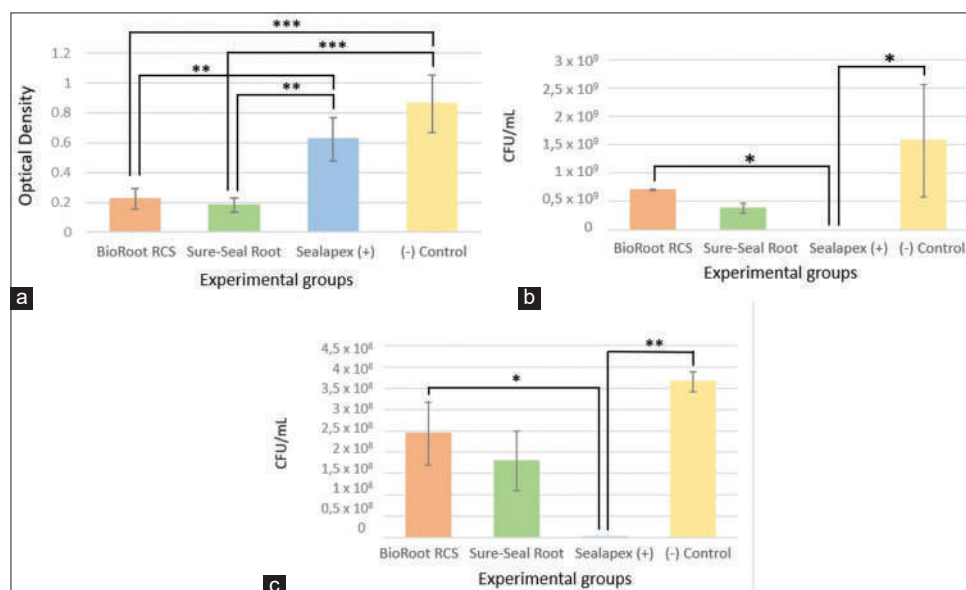 ***
1.2
***
1
**
**
0.8
0.6
0.4
0.2
0
Optical Density
BioRoot RCS Sure-Seal Root Sealapex (+) (-) Control
Experimental groups
a
3 x 10⁹
2,5 x 10⁹
2 x 10⁹
1,5 x 10⁹
1 x 10⁹
0,5 x 10⁹
0
CFU/mL
*
*
BioRoot RCS Sure-Seal Root Sealapex (+) (-) Control
Experimental groups
b
4,5 x 10⁸
4 x 10⁸
3,5 x 10⁸
3 x 10⁸
2,5 x 10⁸
2 x 10⁸
1,5 x 10⁸
1 x 10⁸
0,5 x 10⁸
0
CFU/mL
*
**
BioRoot RCS Sure-Seal Root Sealapex (+) (-) Control
Experimental groups
c